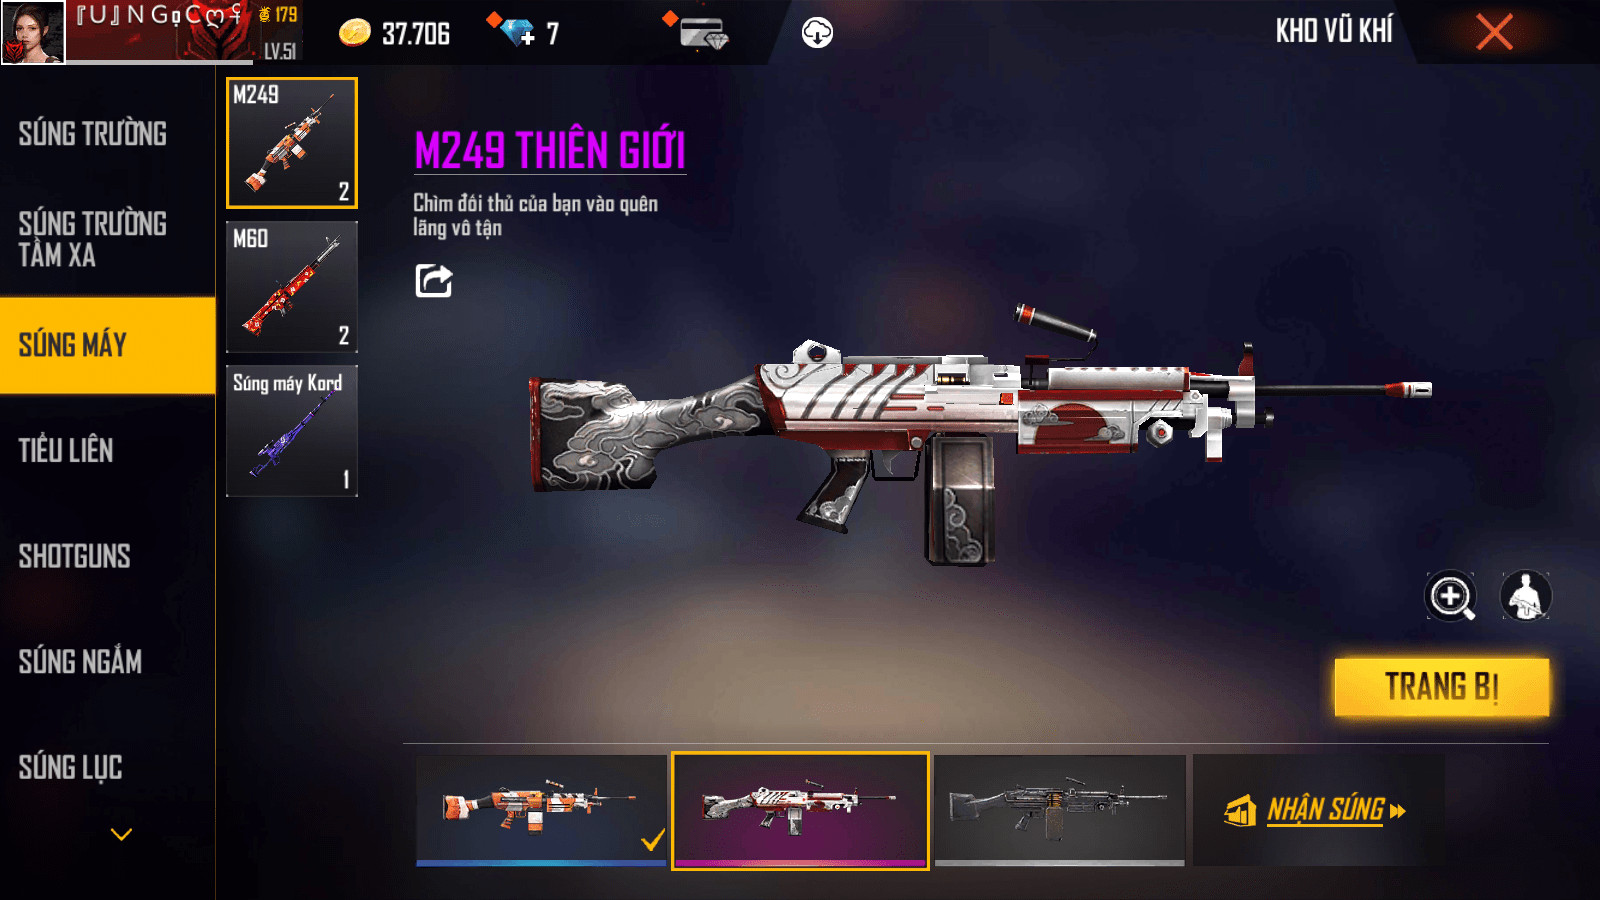 『U』N G
179
LV.51
37.706
7
KHO VŨ KHÍ
SÚNG TRƯỜNG
SÚNG TRƯỜNG
TẦM XA
SÚNG MÁY
TIỂU LIÊN
SHOTGUNS
SÚNG NGẮM
SÚNG LỤC
M249
2
M60
2
Súng máy Kord
1
M249 THIÊN GIỚI
Chìm đối thủ của bạn vào quên
lãng vô tận
TRANG BỊ
NHẬN SÚNG